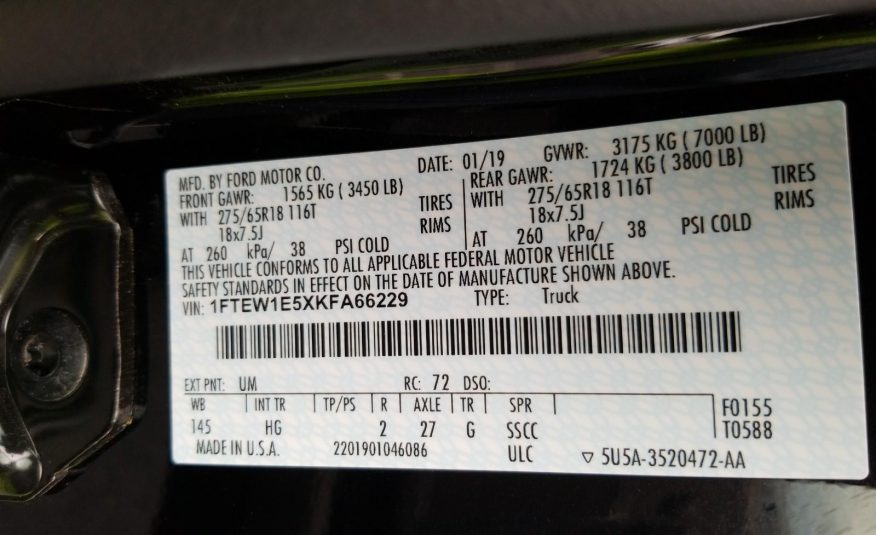 MFD. BY FORD MOTOR CO. DATE: 01/19 GVWR: 3175 KG ( 7000 LB)
FRONT GAWR: 1565 KG ( 3450 LB) REAR GAWR: 1724 KG ( 3800 LB)
WITH 275/65R18 116T TIRES 275/65R18 116T TIRES
18x7.5J RIMS WITH 18x7.5J RIMS
AT 260 kPa/ 38 PSI COLD AT 260 kPa/ 38 PSI COLD
THIS VEHICLE CONFORMS TO ALL APPLICABLE FEDERAL MOTOR VEHICLE
SAFETY STANDARDS IN EFFECT ON THE DATE OF MANUFACTURE SHOWN ABOVE.
VIN: 1FTEW1E5XKFA66229 TYPE: Truck
EXT PNT: UM RC: 72 DSO:
WB INT TR TP/PS R AXLE TR SPR F0155
145 HG 2 27 G SSCC T0588
MADE IN U.S.A. 2201901046086 ULC ▽ 5U5A-3520472-AA